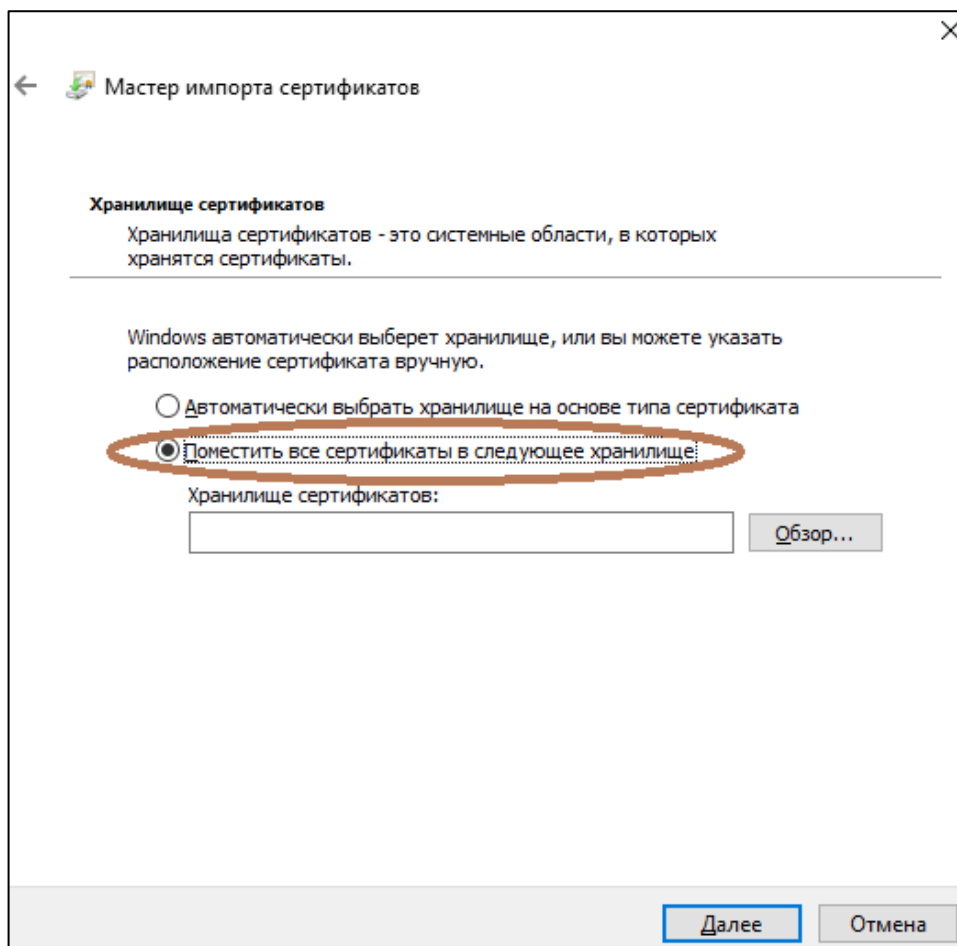 Мастер импорта сертификатов
Хранилище сертификатов
Хранилища сертификатов - это системные области, в которых
хранятся сертификаты.
Windows автоматически выберет хранилище, или вы можете указать
расположение сертификата вручную.
Автоматически выбрать хранилище на основе типа сертификата
Поместить все сертификаты в следующее хранилище
Хранилище сертификатов:
Обзор...
Далее
Отмена